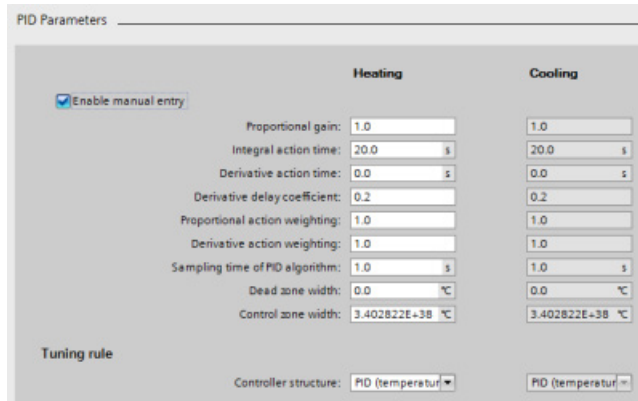 PID Parameters
Heating Cooling
Enable manual entry
Proportional gain: 1.0 1.0
Integral action time: 20.0 s 20.0 s
Derivative action time: 0.0 s 0.0 s
Derivative delay coefficient: 0.2 0.2
Proportional action weighting: 1.0 1.0
Derivative action weighting: 1.0 1.0
Sampling time of PID algorithm: 1.0 s 1.0 s
Dead zone width: 0.0 °C 0.0 °C
Control zone width: 3.402822E+38 °C 3.402822E+38 °C
Tuning rule
Controller structure: PID (temperatur PID (temperatur